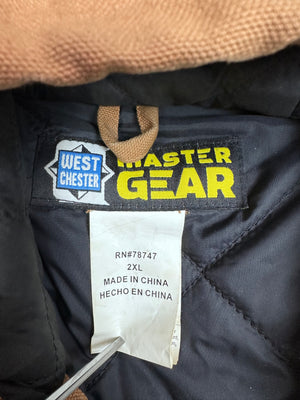 WEST
CHESTER
MASTER
GEAR
RN#78747
2XL
MADE IN CHINA
HECHO EN CHINA